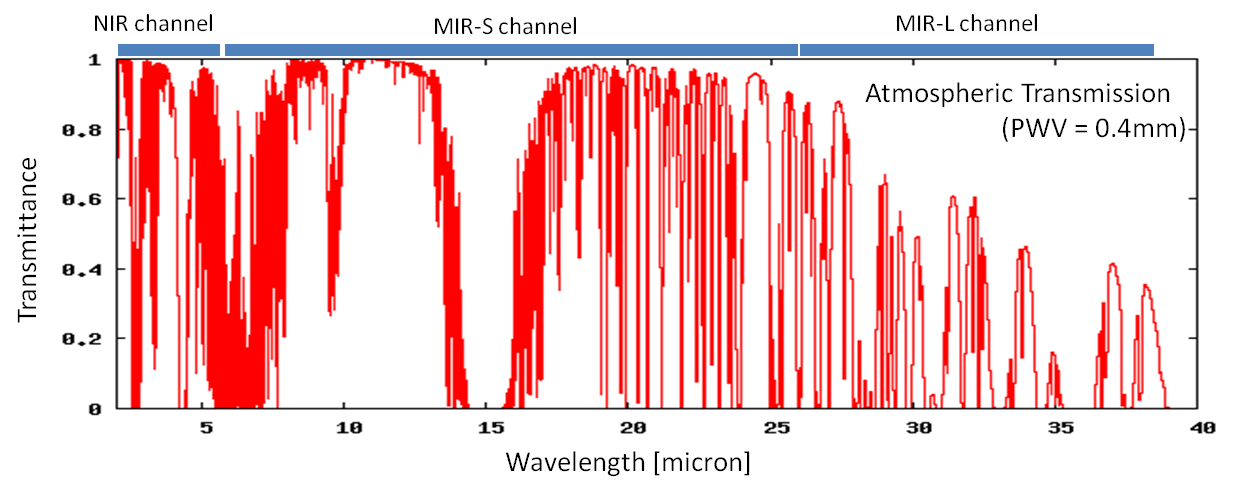 NIR channel
MIR-S channel
MIR-L channel
1
0.8
0.6
0.4
0.2
0
Atmospheric Transmission
(PWV = 0.4mm)
Transmittance
5
10
15
20
25
30
35
40
Wavelength [micron]